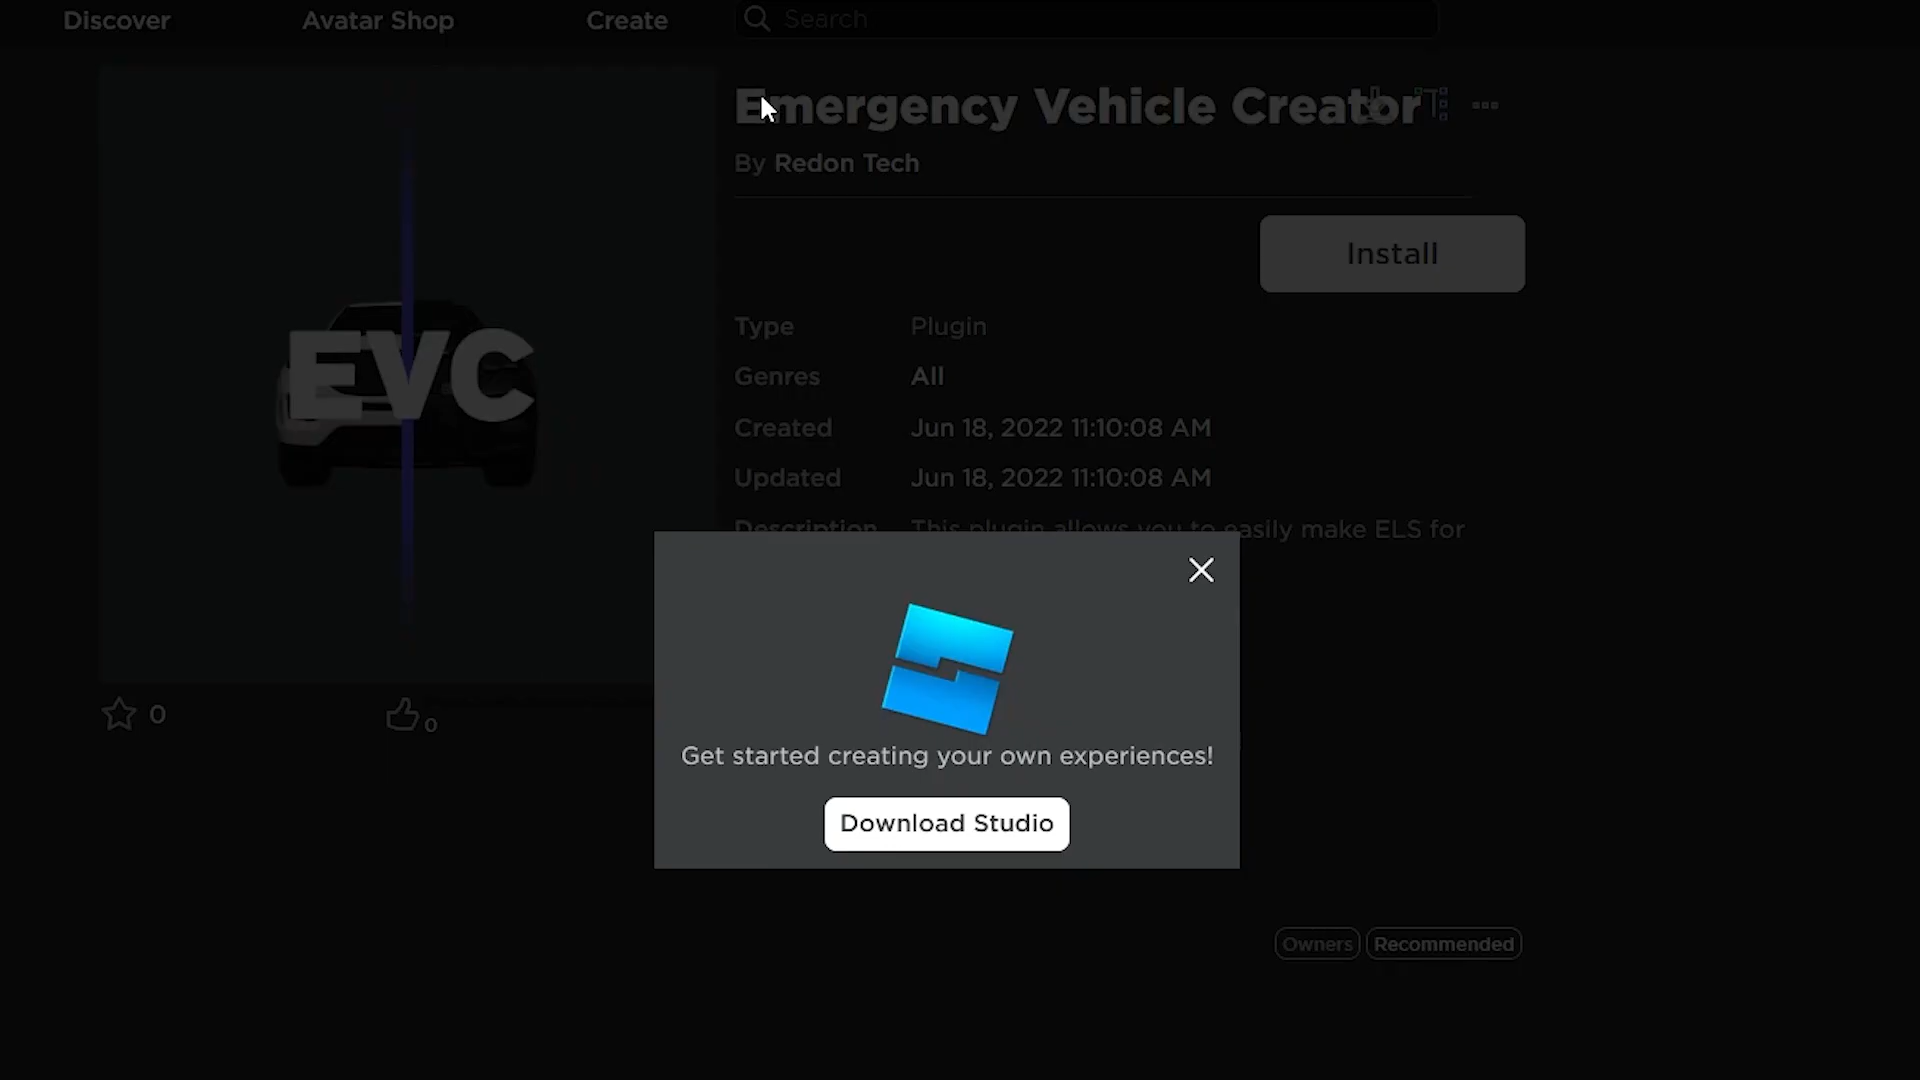 Discover Avatar Shop Create Search
Emergency Vehicle Creator
By Redon Tech
Install
EVC
Type Plugin
Genres All
Created Jun 18, 2022 11:10:08 AM
Updated Jun 18, 2022 11:10:08 AM
Description This plugin allows you to easily make ELS for
Get started creating your own experiences!
Download Studio
0
0
Owners Recommended